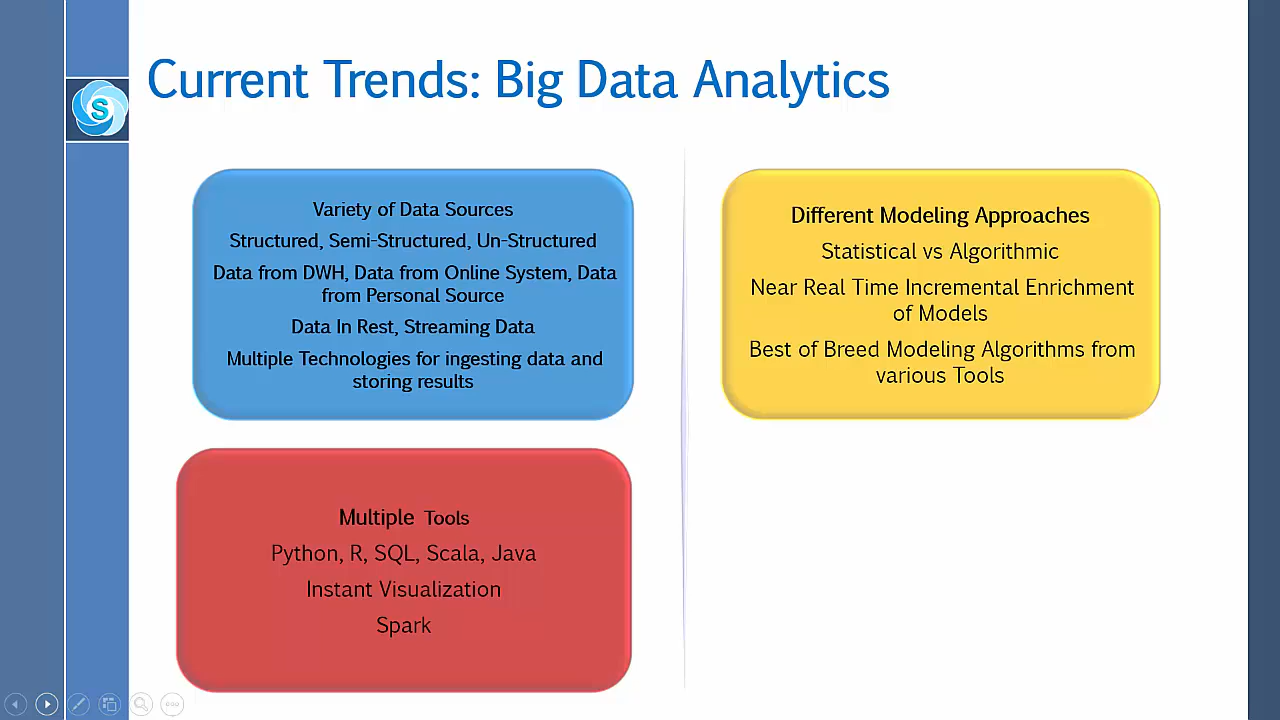 Current Trends: Big Data Analytics
S
Variety of Data Sources
Structured, Semi-Structured, Un-Structured
Data from DWH, Data from Online System, Data
from Personal Source
Data In Rest, Streaming Data
Multiple Technologies for ingesting data and
storing results
Different Modeling Approaches
Statistical vs Algorithmic
Near Real Time Incremental Enrichment
of Models
Best of Breed Modeling Algorithms from
various Tools
Multiple Tools
Python, R, SQL, Scala, Java
Instant Visualization
Spark